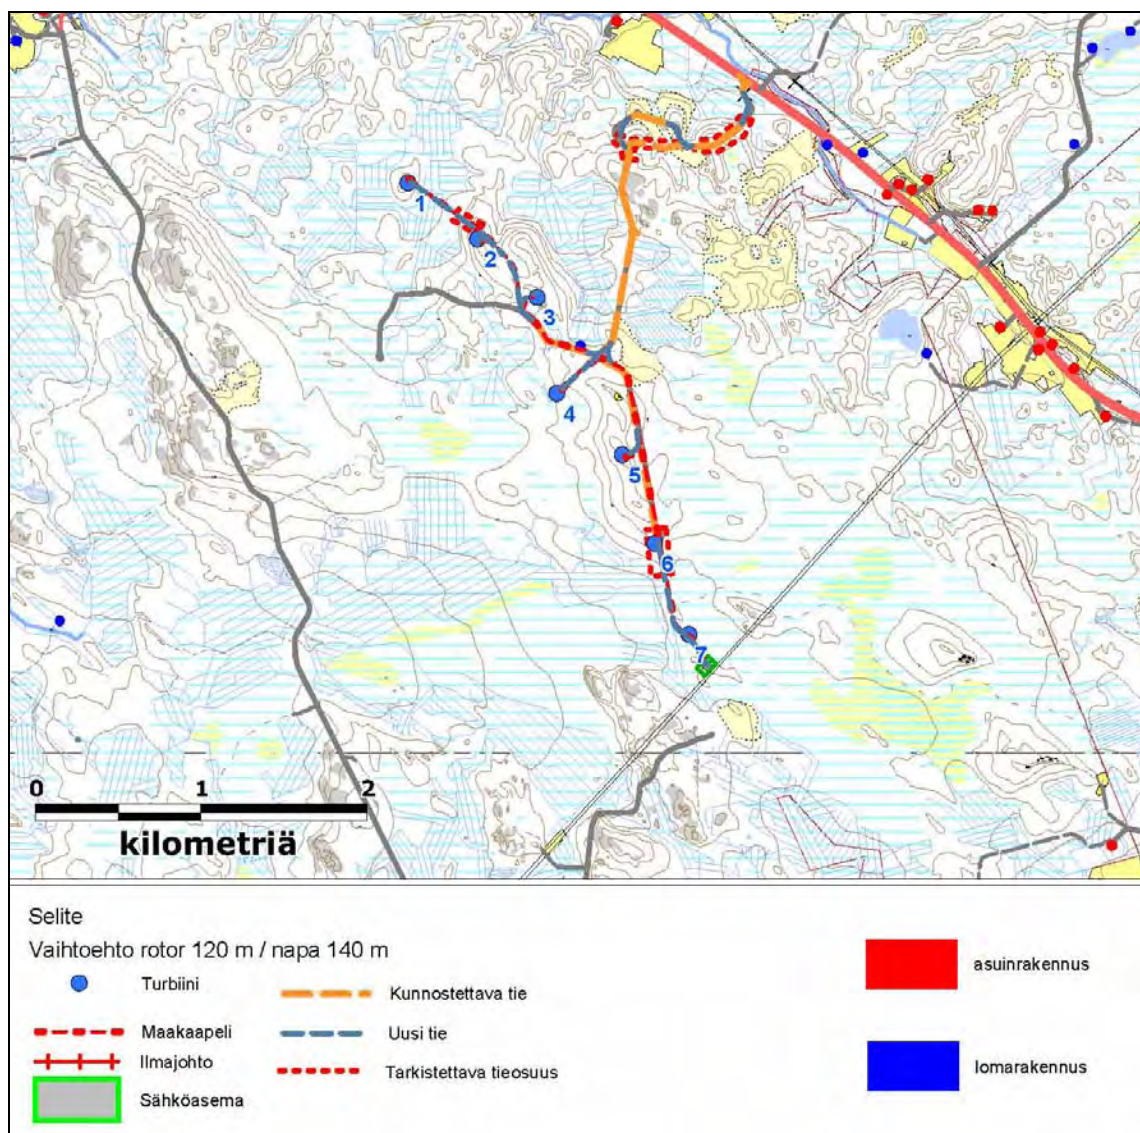 1
2
3
4
5
6
7
0 1 2
kilometriä
Selite
Vaihtoehto rotor 120 m / napa 140 m
Turbiini
Kunnostettava tie
asuinrakennus
Maakaapeli
Uusi tie
Ilmajohto
Tarkistettava tieosuus
lomarakennus
Sähköasema